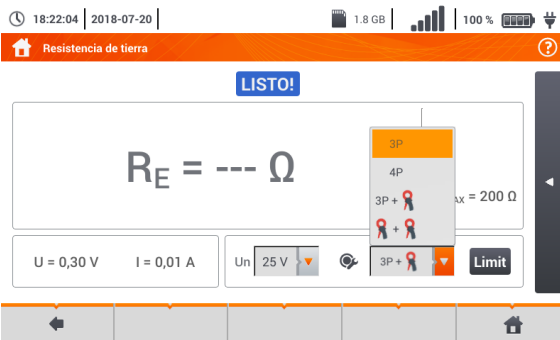 18:22:04 2018-07-20 1.8 GB 100 %
Resistencia de tierra ?
LISTO!
RE = --- Ω
3P
4P
3P +
+
AX = 200 Ω
U = 0,30 V I = 0,01 A Un 25 V 3P + Limit